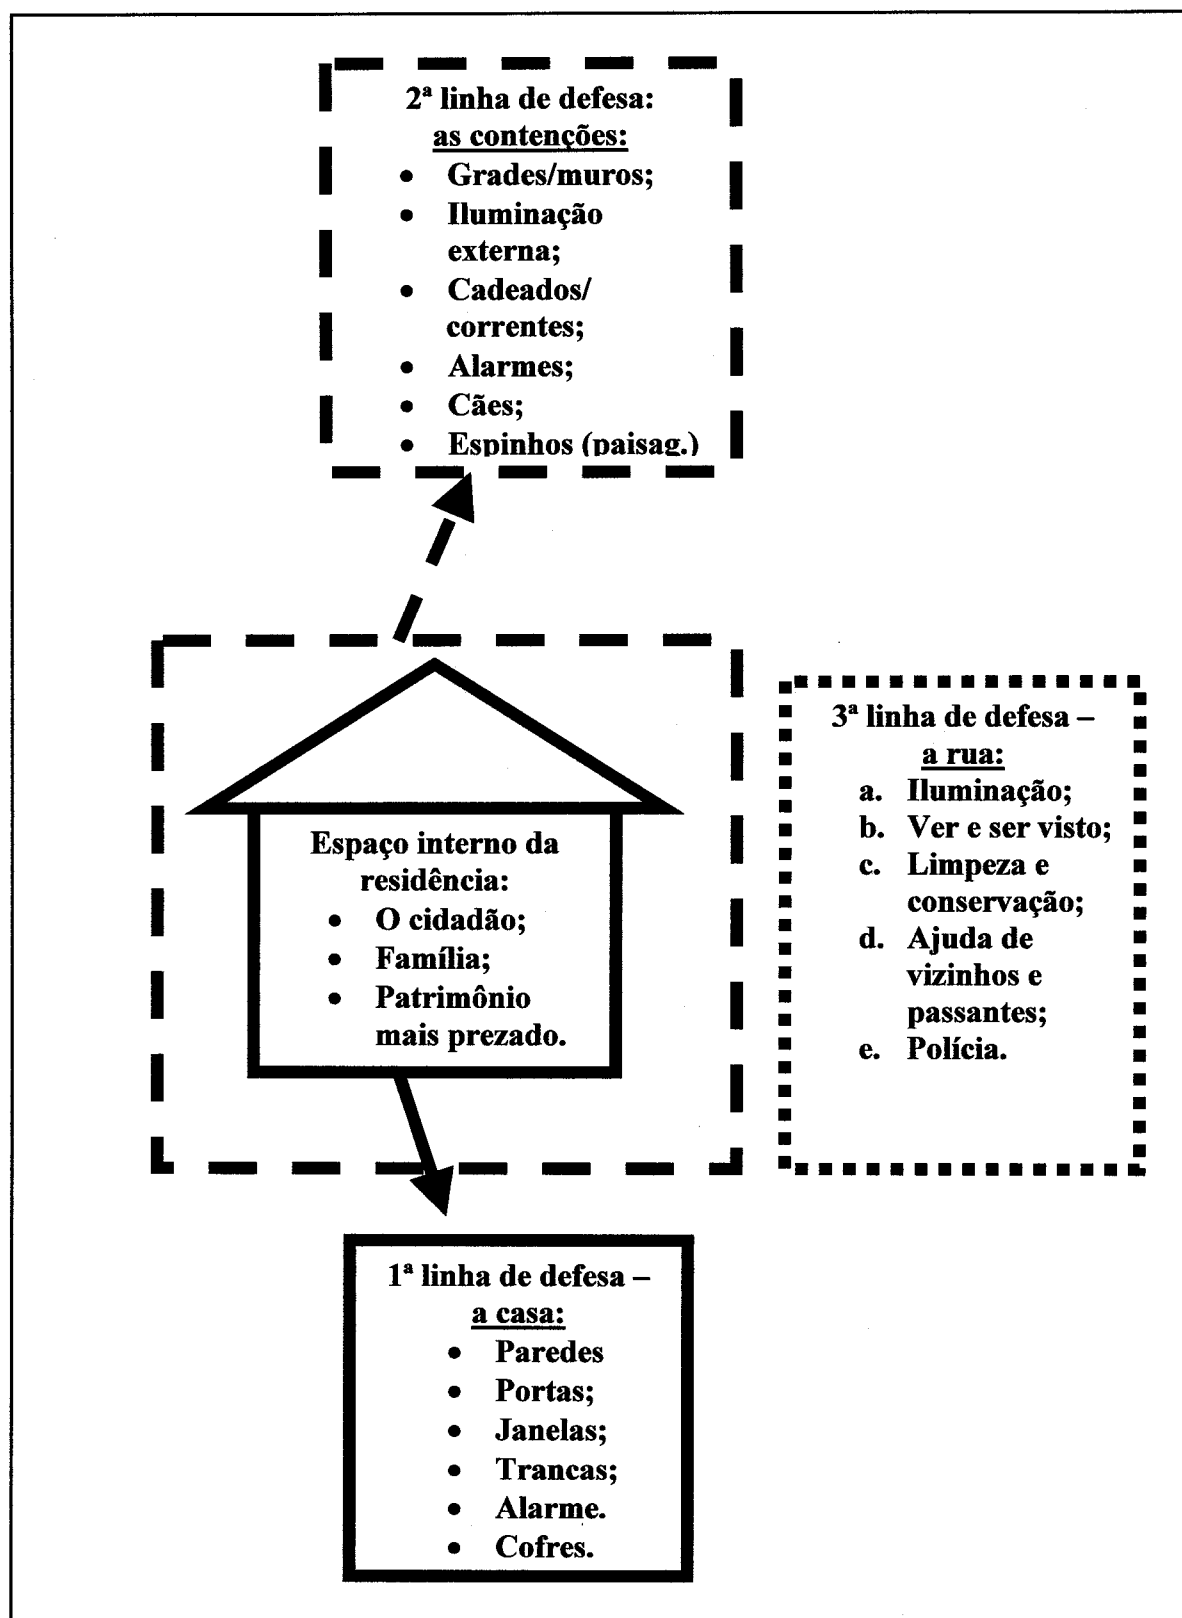 2ª linha de defesa:
as contenções:
• Grades/muros;
• Iluminação
externa;
• Cadeados/
correntes;
• Alarmes;
• Cães;
• Espinhos (paisag.)
Espaço interno da
residência:
• O cidadão;
• Família;
• Patrimônio
mais prezado.
3ª linha de defesa –
a rua:
a. Iluminação;
b. Ver e ser visto;
c. Limpeza e
conservação;
d. Ajuda de
vizinhos e
passantes;
e. Polícia.
1ª linha de defesa –
a casa:
• Paredes
• Portas;
• Janelas;
• Trancas;
• Alarme.
• Cofres.